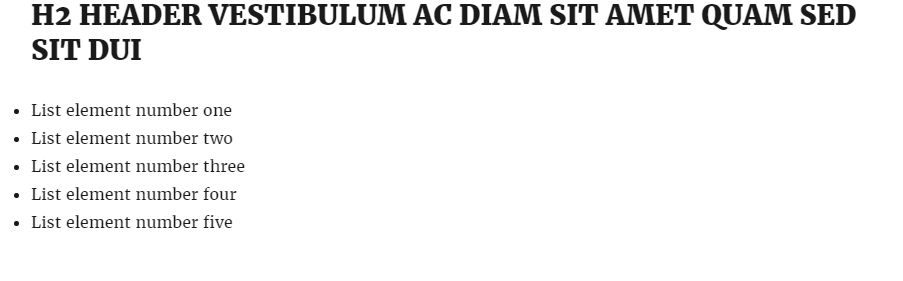 H2 HEADER VESTIBULUM AC DIAM SIT AMET QUAM SED
SIT DUI
• List element number one
• List element number two
• List element number three
• List element number four
• List element number five